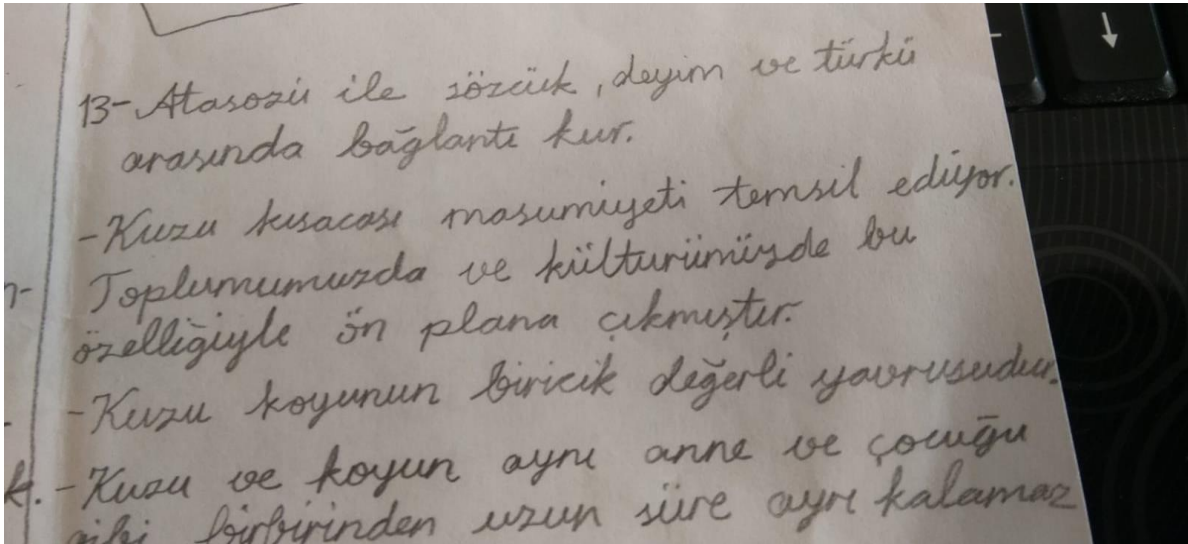 13-Atasozü ile sözcük, deyim ve türkü
arasında bağlantı kur.
-Kuzu kısacası masumiyeti temsil ediyor.
Toplumumuzda ve kültürümüzde bu
özelliğiyle ön plana çıkmıştır.
-Kuzu koyunun biricik değerli yavrusudur.
-Kuzu ve koyun aynı anne ve çocuğu
gibi birbirinden uzun süre ayrı kalamaz